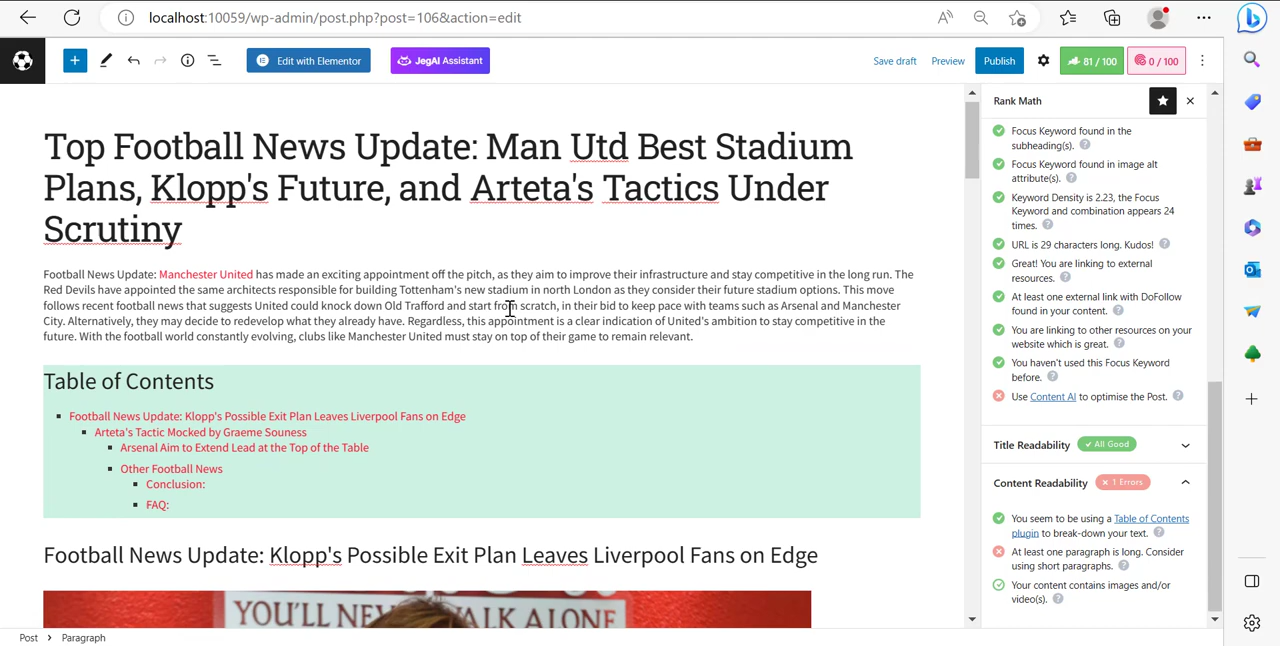 localhost:10059/wp-admin/post.php?post=106&action=edit
Edit with Elementor
JegAI Assistant
Save draft
Preview
Publish
81 / 100
0 / 100
Top Football News Update: Man Utd Best Stadium
Plans, Klopp's Future, and Arteta's Tactics Under
Scrutiny
Football News Update: Manchester United has made an exciting appointment off the pitch, as they aim to improve their infrastructure and stay competitive in the long run. The
Red Devils have appointed the same architects responsible for building Tottenham's new stadium in north London as they consider their future stadium options. This move
follows recent football news that suggests United could knock down Old Trafford and start from scratch, in their bid to keep pace with teams such as Arsenal and Manchester
City. Alternatively, they may decide to redevelop what they already have. Regardless, this appointment is a clear indication of United's ambition to stay competitive in the
future. With the football world constantly evolving, clubs like Manchester United must stay on top of their game to remain relevant.
Table of Contents
Football News Update: Klopp's Possible Exit Plan Leaves Liverpool Fans on Edge
Arteta's Tactic Mocked by Graeme Souness
Arsenal Aim to Extend Lead at the Top of the Table
Other Football News
Conclusion:
FAQ:
Football News Update: Klopp's Possible Exit Plan Leaves Liverpool Fans on Edge
YOU'LL NEV WALK ALONE
Post > Paragraph
Rank Math
Focus Keyword found in the
subheading(s).
Focus Keyword found in image alt
attribute(s).
Keyword Density is 2.23, the Focus
Keyword and combination appears 24
times.
URL is 29 characters long. Kudos!
Great! You are linking to external
resources.
At least one external link with DoFollow
found in your content.
You are linking to other resources on your
website which is great.
You haven't used this Focus Keyword
before.
Use Content AI to optimise the Post.
Title Readability
All Good
Content Readability
1 Errors
You seem to be using a Table of Contents
plugin to break-down your text.
At least one paragraph is long. Consider
using short paragraphs.
Your content contains images and/or
video(s).